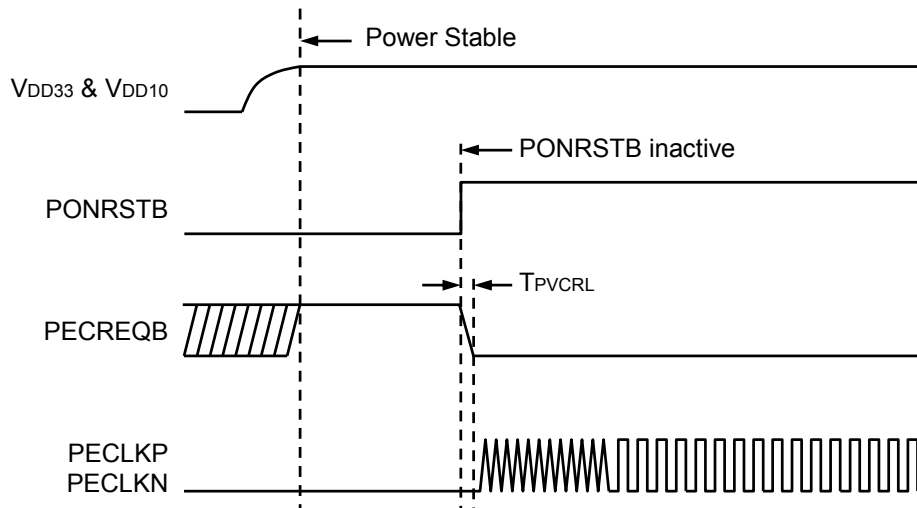 Power Stable
VDD33 & VDD10
PONRSTB inactive
PONRSTB
TPVCRL
PECREQB
PECLKP
PECLKN